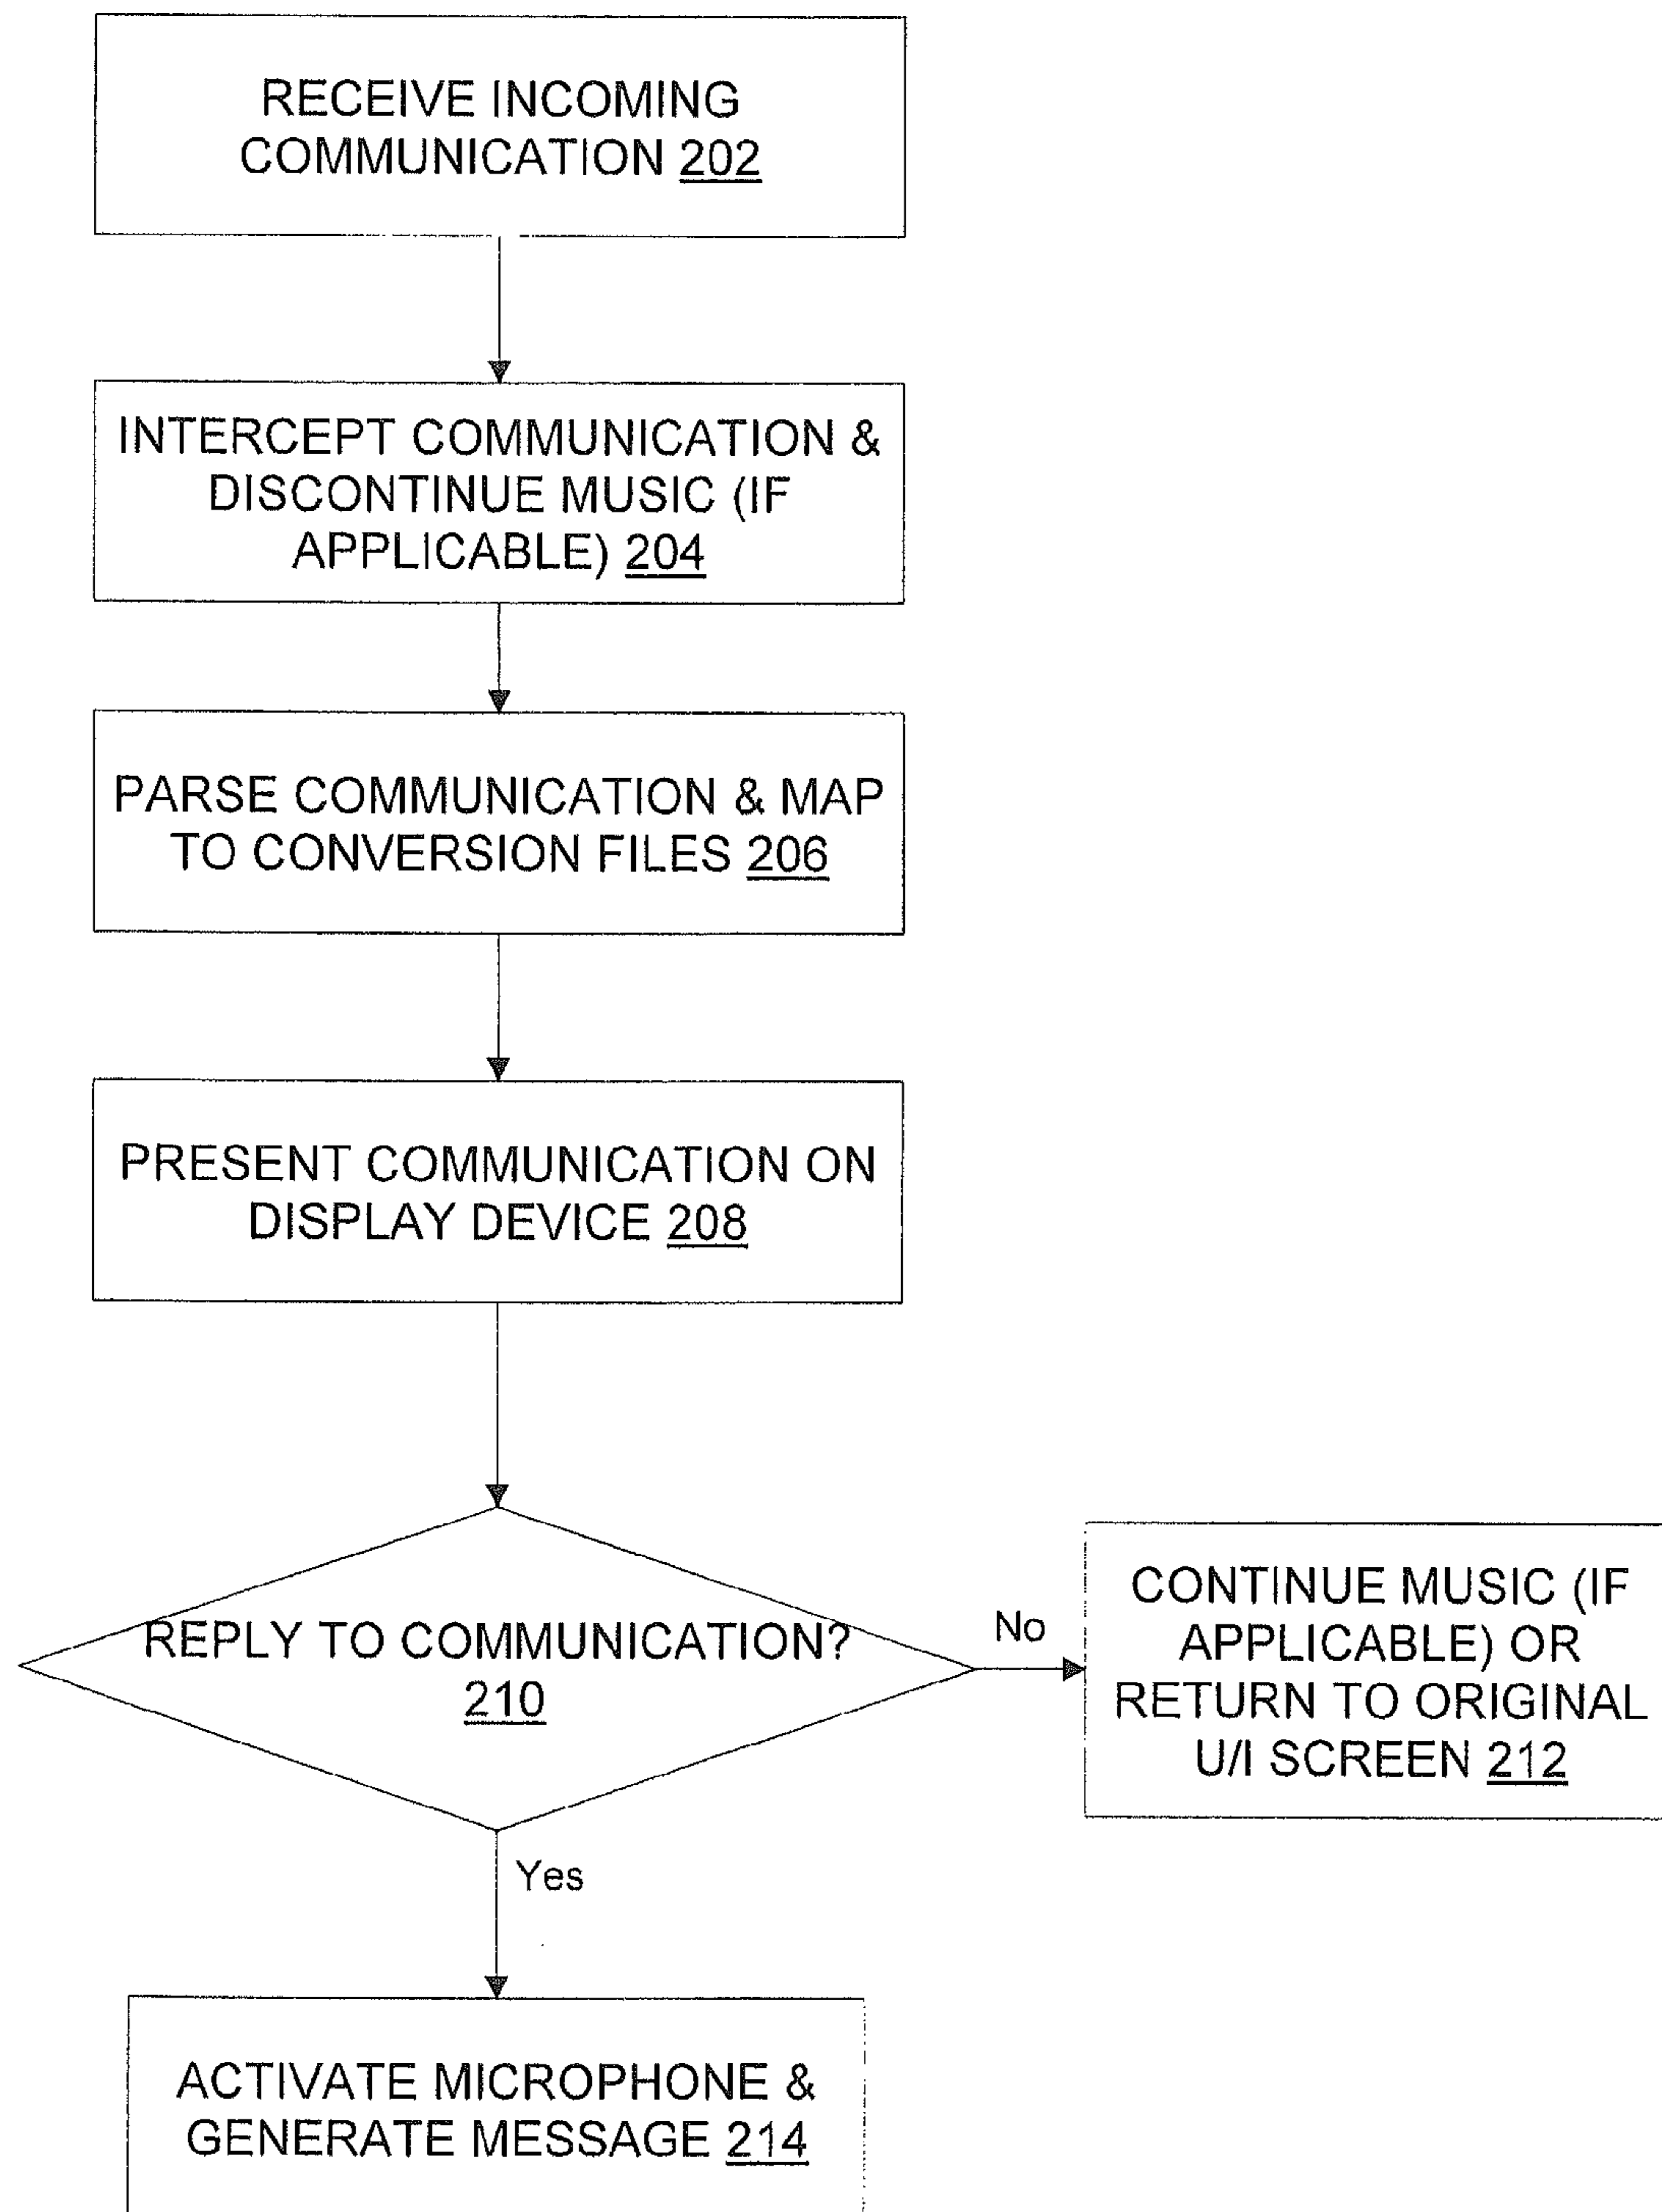 RECEIVE INCOMING
COMMUNICATION 202
INTERCEPT COMMUNICATION &
DISCONTINUE MUSIC (IF
APPLICABLE) 204
PARSE COMMUNICATION & MAP
TO CONVERSION FILES 206
PRESENT COMMUNICATION ON
DISPLAY DEVICE 208
REPLY TO COMMUNICATION?
210
No
CONTINUE MUSIC (IF
APPLICABLE) OR
RETURN TO ORIGINAL
U/I SCREEN 212
Yes
ACTIVATE MICROPHONE &
GENERATE MESSAGE 214